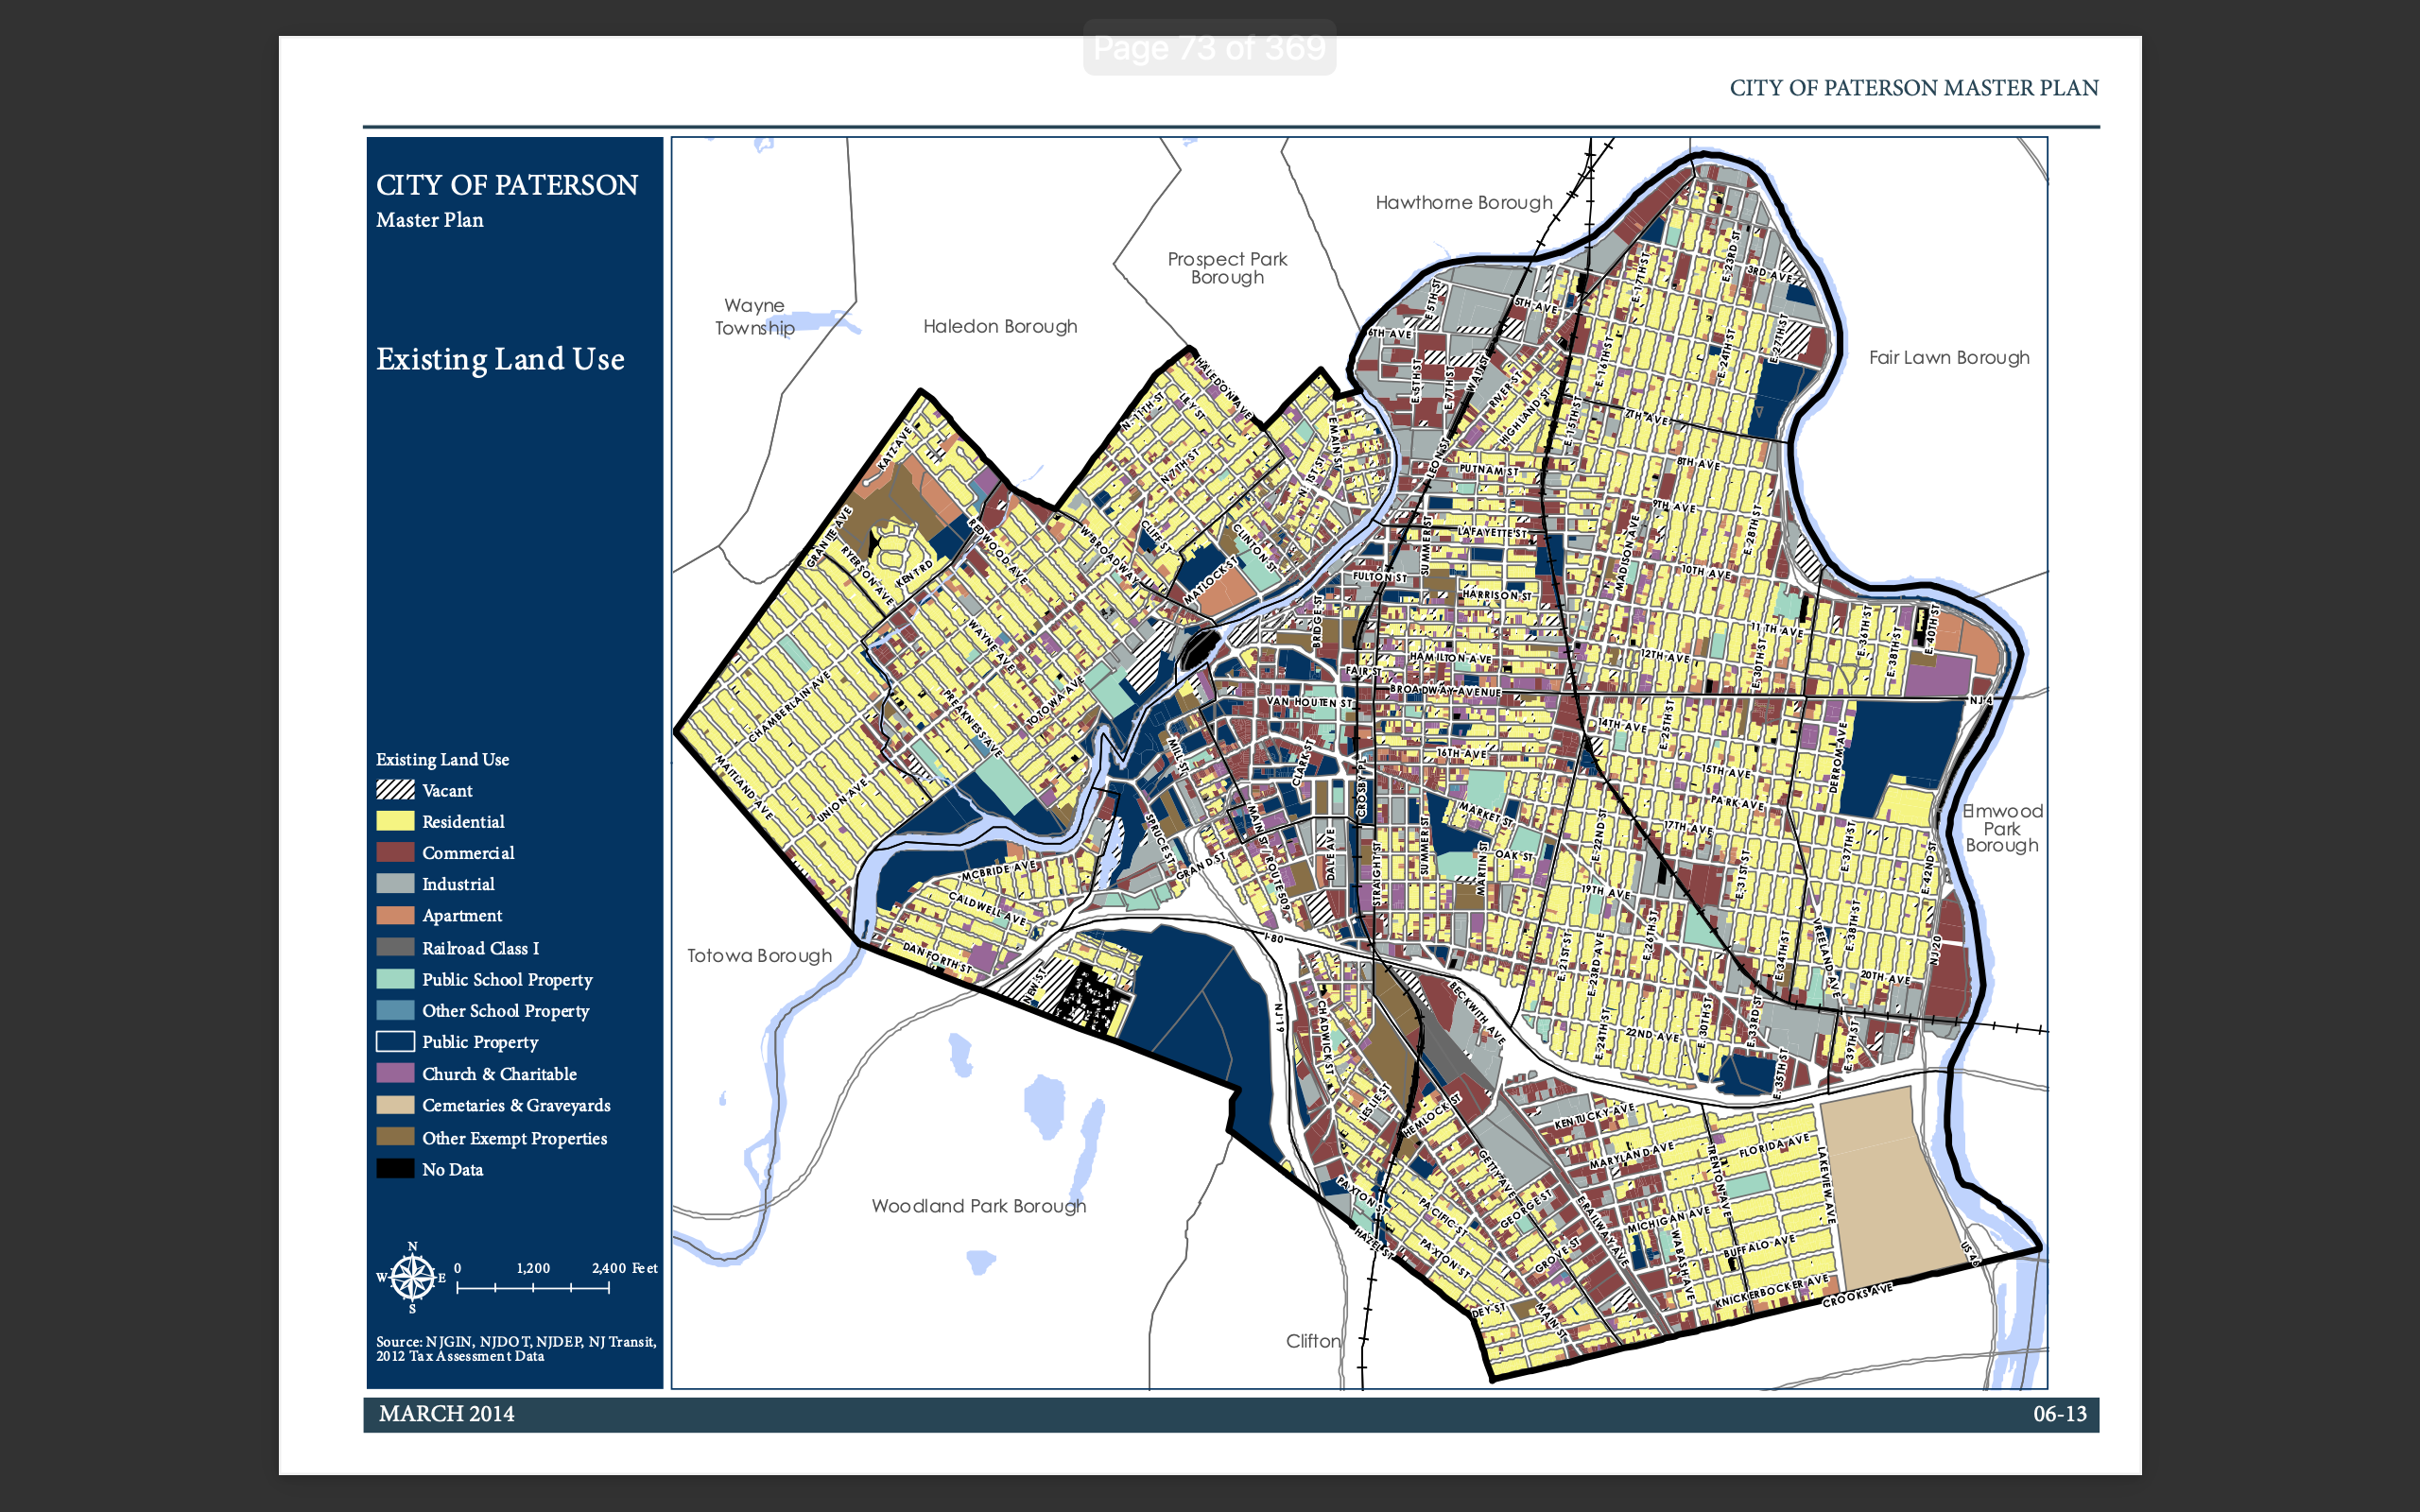 Page 73 of 369
CITY OF PATERSON MASTER PLAN
CITY OF PATERSON
Master Plan
Existing Land Use
Existing Land Use
Vacant
Residential
Commercial
Industrial
Apartment
Railroad Class I
Public School Property
Other School Property
Public Property
Church & Charitable
Cemetaries & Graveyards
Other Exempt Properties
No Data
N
W E
S
0 1,200 2,400 Feet
Source: NJGIN, NJDOT, NJDEP, NJ Transit,
2012 Tax Assessment Data
Wayne
Township
Haledon Borough
Prospect Park
Borough
Hawthorne Borough
Fair Lawn Borough
Elmwood
Park
Borough
Totowa Borough
Woodland Park Borough
Clifton
KATZ AVE
GRANITE AVE
RYERSON AVE
KENT RD
REDWOOD AVE
W BROADWAY
N 11TH ST
LILY ST
HALEDON AVE
N 7TH ST
CLIFF ST
CLINTON ST
MATLOCK ST
N 1ST ST
E MAIN ST
WAYNE AVE
PREAKNESS AVE
TOTOWA AVE
CHAMBERLAIN AVE
MAITLAND AVE
UNION AVE
MCBRIDE AVE
CALDWELL AVE
DANFORTH ST
NEW ST
MILL ST
SPRUCE ST
GRAND ST
MAIN ST / ROUTE 509
DALE AVE
CLARK ST
CROSBY PL
STRAIGHT ST
SUMMER ST
MARTIN ST
MARKET ST
OAK ST
16TH AVE
VAN HOUTEN ST
BROADWAY AVENUE
FAIR ST
HAMILTON AVE
HARRISON ST
FULTON ST
BRIDGE ST
SUMMER ST
LAFAYETTE ST
PUTNAM ST
LEON ST
HIGHLAND ST
RIVER ST
WAIT ST
E 7TH ST
E 5TH ST
6TH AVE
E 5TH ST
5TH AVE
E 15TH ST
E 16TH ST
E 17TH ST
E 23RD ST
3RD AVE
E 24TH ST
E 27TH ST
7TH AVE
8TH AVE
9TH AVE
E 28TH ST
MADISON AVE
10TH AVE
11 TH AVE
12TH AVE
E 30TH ST
E 36TH ST
E 38TH ST
E 40TH ST
NJ 4
14TH AVE
E 25TH ST
15TH AVE
PARK AVE
DERROM AVE
17TH AVE
E 22ND ST
E 31ST ST
E 37TH ST
E 42ND ST
19TH AVE
E 21ST ST
E 23RD AVE
E 26TH ST
E 34TH ST
VREELAND AVE
E 38TH ST
NJ 20
20TH AVE
E 24TH ST
22ND AVE
E 30TH ST
E 33RD ST
E 35TH ST
E 39TH ST
I-80
NJ 19
CHADWICK ST
BECKWITH AVE
LESLIE ST
HEMLOCK ST
GETTY AVE
GEORGE ST
KENTUCKY AVE
MARYLAND AVE
TRENTON AVE
FLORIDA AVE
LAKEVIEW AVE
MICHIGAN AVE
WABASH AVE
BUFFALO AVE
KNICKERBOCKER AVE
CROOKS AVE
US 46
E RAILWAY AVE
GROVE ST
PACIFIC ST
PAXTON ST
PAXTON ST
HAZEL ST
DEY ST
MAIN ST
MARCH 2014
06-13